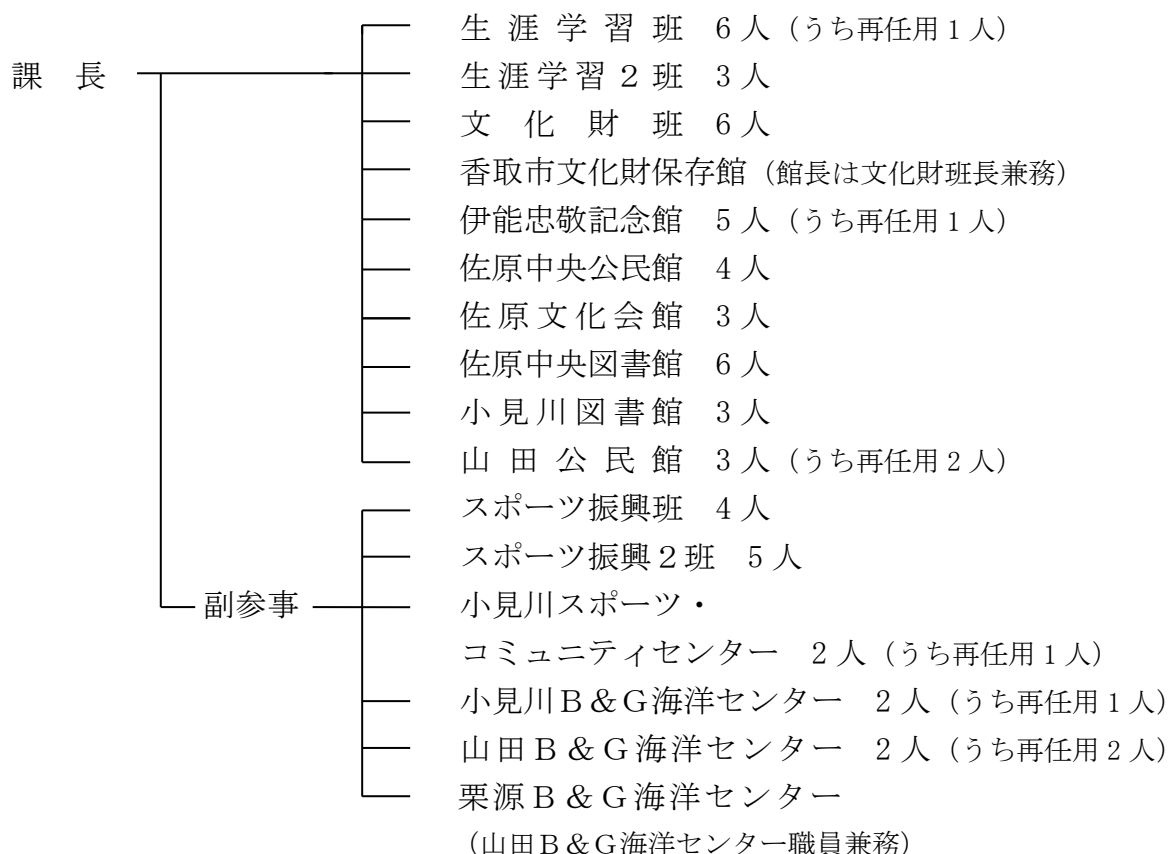 課長
生涯学習班 6人（うち再任用1人）
生涯学習２班 3人
文化財班 6人
香取市文化財保存館（館長は文化財班長兼務）
伊能忠敬記念館 5人（うち再任用1人）
佐原中央公民館 4人
佐原文化会館 3人
佐原中央図書館 6人
小見川図書館 3人
山田公民館 3人（うち再任用2人）
副参事
スポーツ振興班 4人
スポーツ振興２班 5人
小見川スポーツ・
コミュニティセンター 2人（うち再任用1人）
小見川Ｂ＆Ｇ海洋センター 2人（うち再任用1人）
山田Ｂ＆Ｇ海洋センター 2人（うち再任用2人）
栗源Ｂ＆Ｇ海洋センター
（山田Ｂ＆Ｇ海洋センター職員兼務）